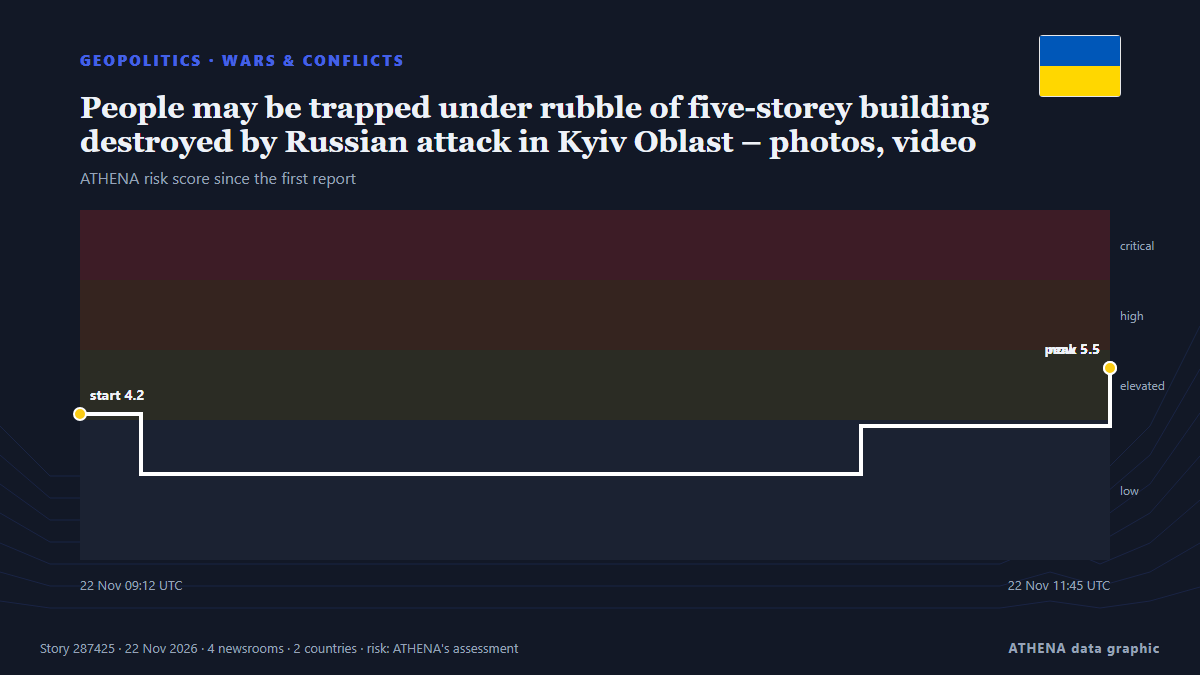 GEOPOLITICS · WARS & CONFLICTS
People may be trapped under rubble of five-storey building
destroyed by Russian attack in Kyiv Oblast – photos, video
ATHENA risk score since the first report
critical
high
peak 5.5
elevated
start 4.2
low
22 Nov 09:12 UTC
22 Nov 11:45 UTC
Story 287425 · 22 Nov 2026 · 4 newsrooms · 2 countries · risk: ATHENA's assessment
ATHENA data graphic